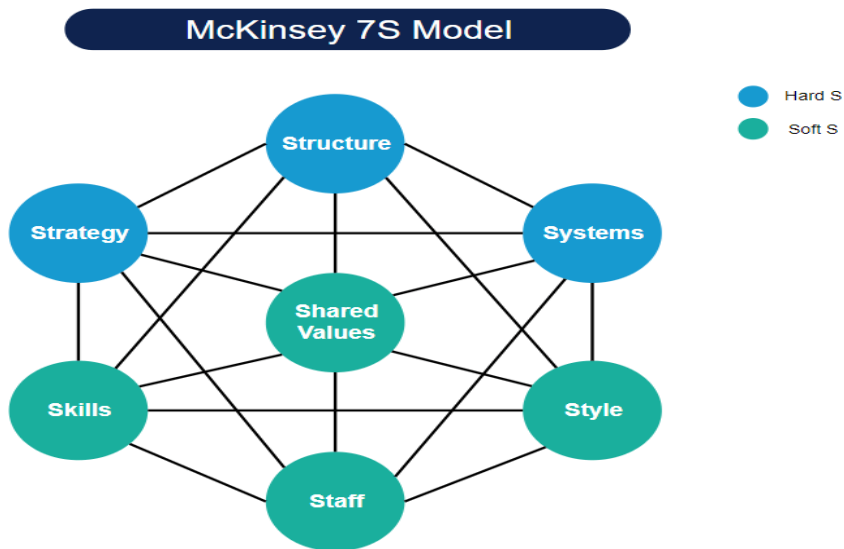 McKinsey 7S Model
Hard S
Soft S
Structure
Strategy
Systems
Shared
Values
Skills
Style
Staff